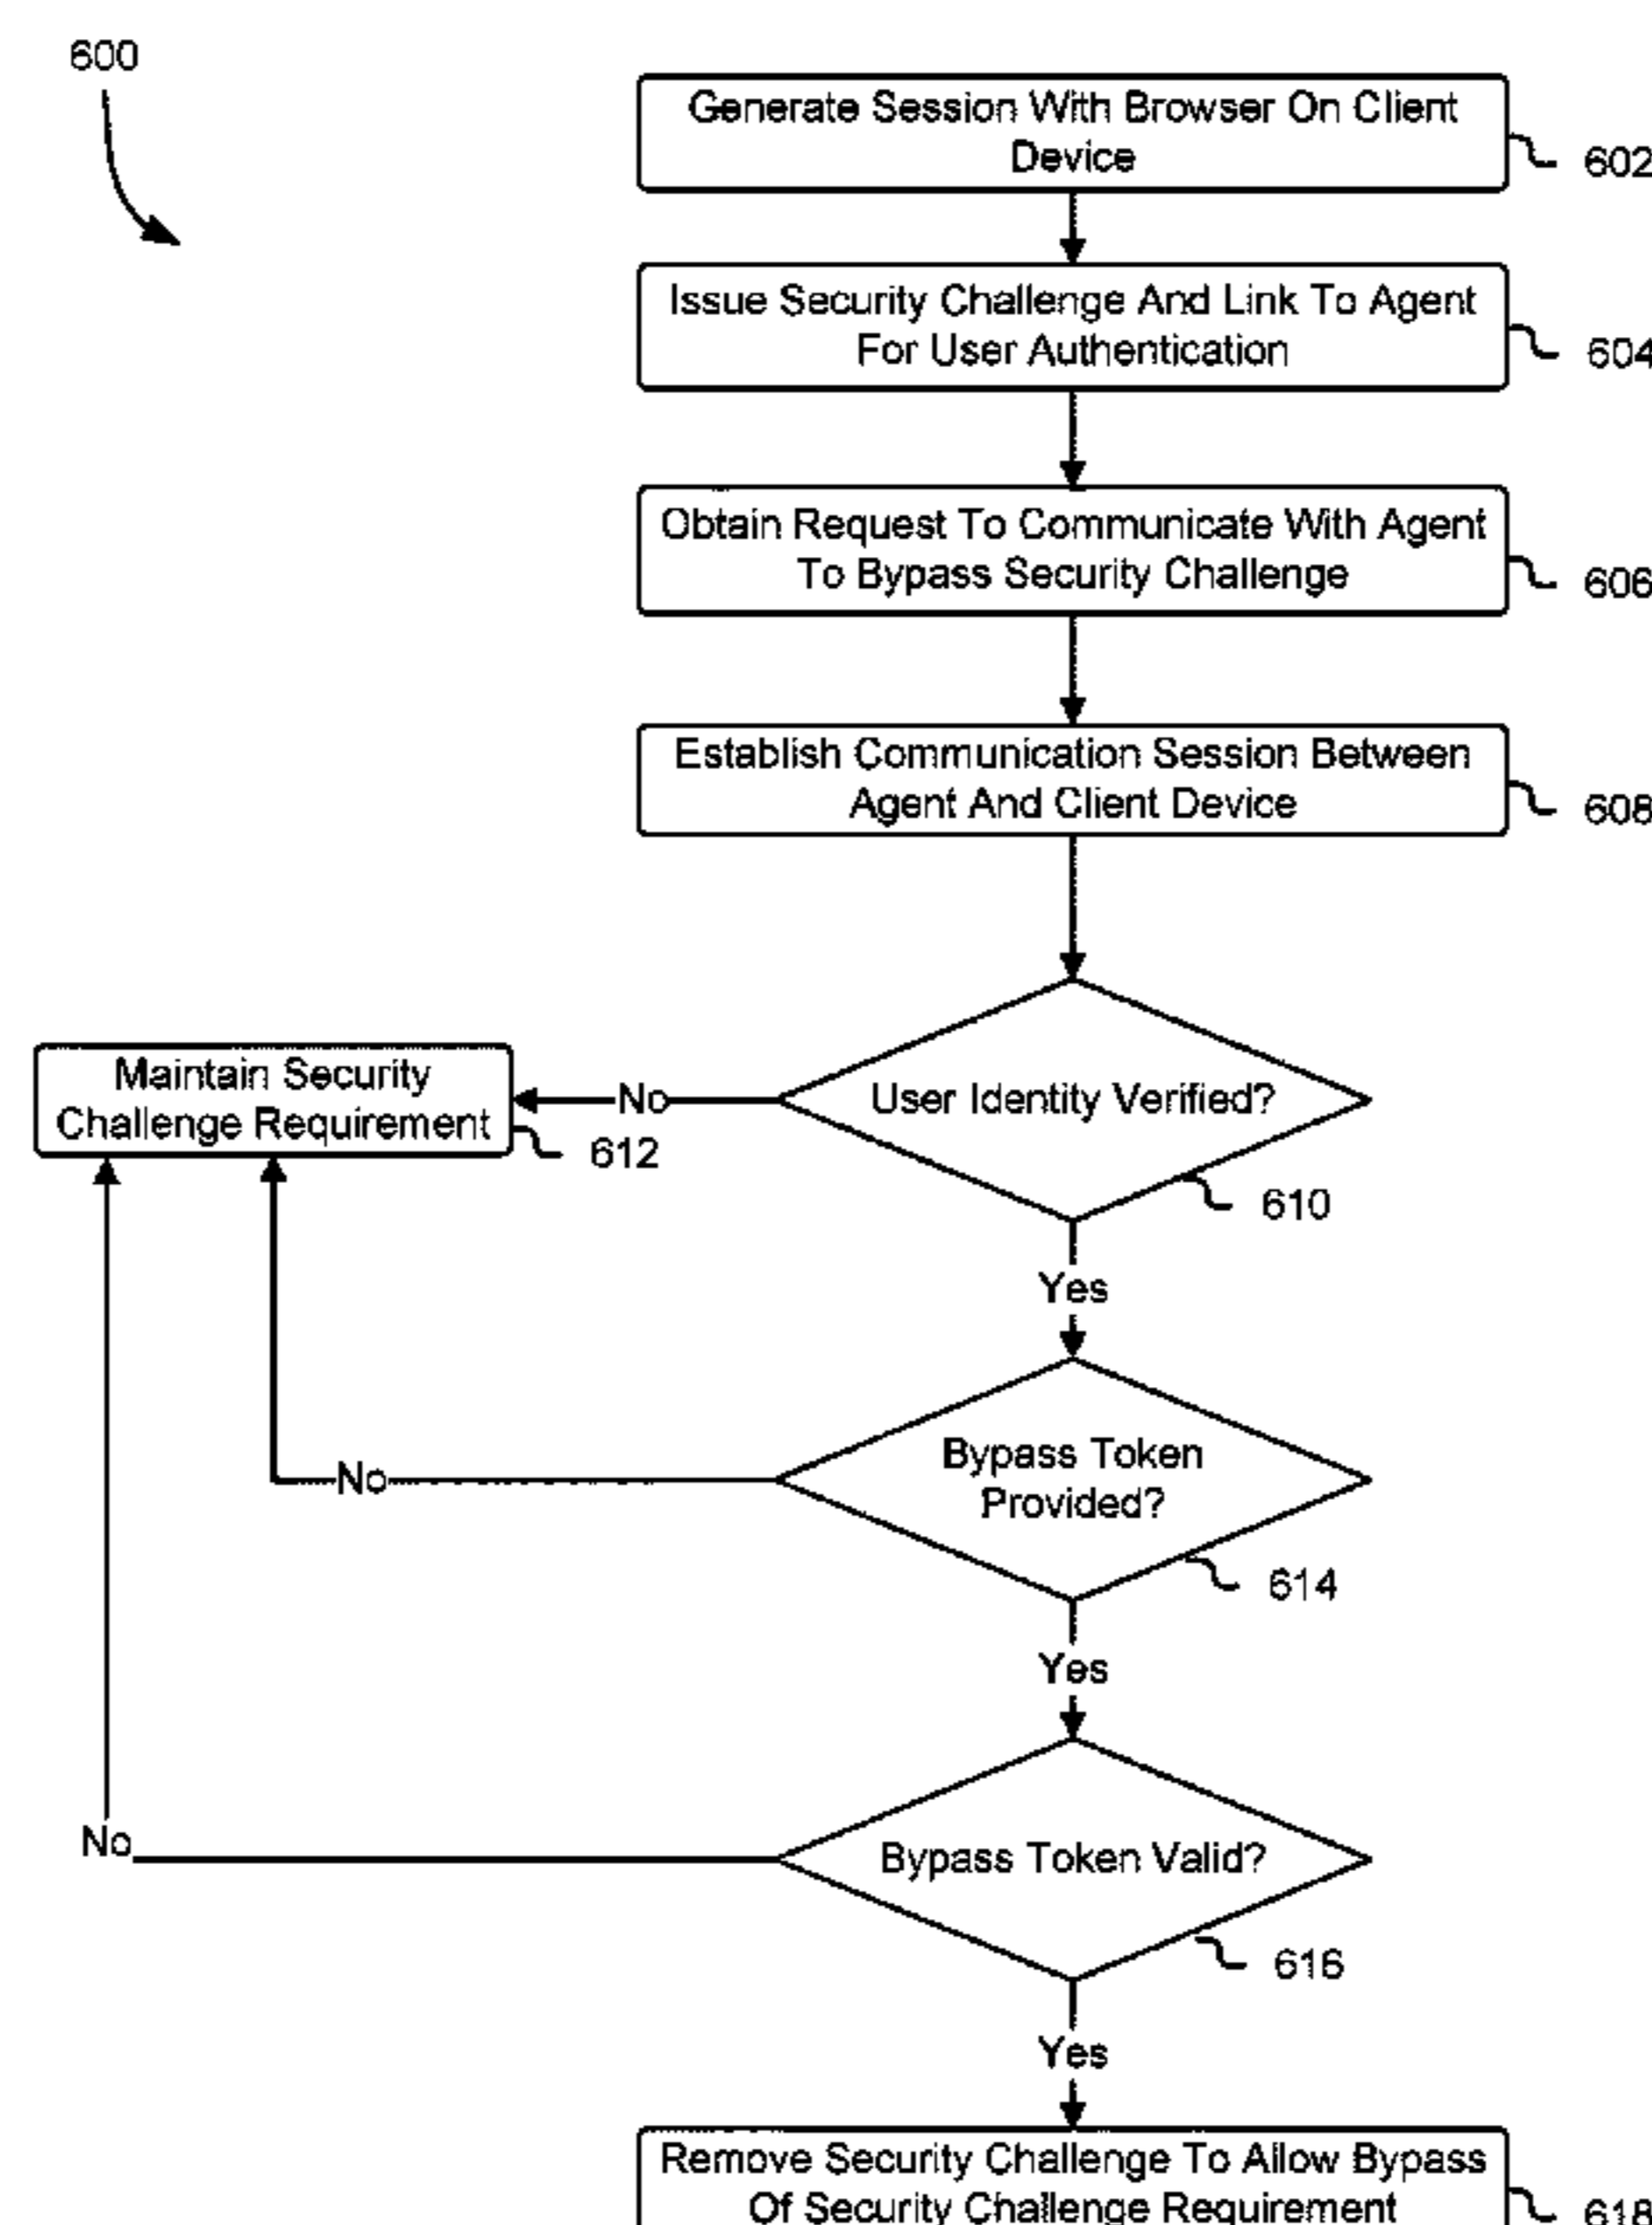 600
Generate Session With Browser On Client
Device
602
Issue Security Challenge And Link To Agent
For User Authentication
604
Obtain Request To Communicate With Agent
To Bypass Security Challenge
606
Establish Communication Session Between
Agent And Client Device
608
Maintain Security
Challenge Requirement
612
No
User Identity Verified?
610
Yes
No
Bypass Token
Provided?
614
Yes
No
Bypass Token Valid?
616
Yes
Remove Security Challenge To Allow Bypass
Of Security Challenge Requirement
618